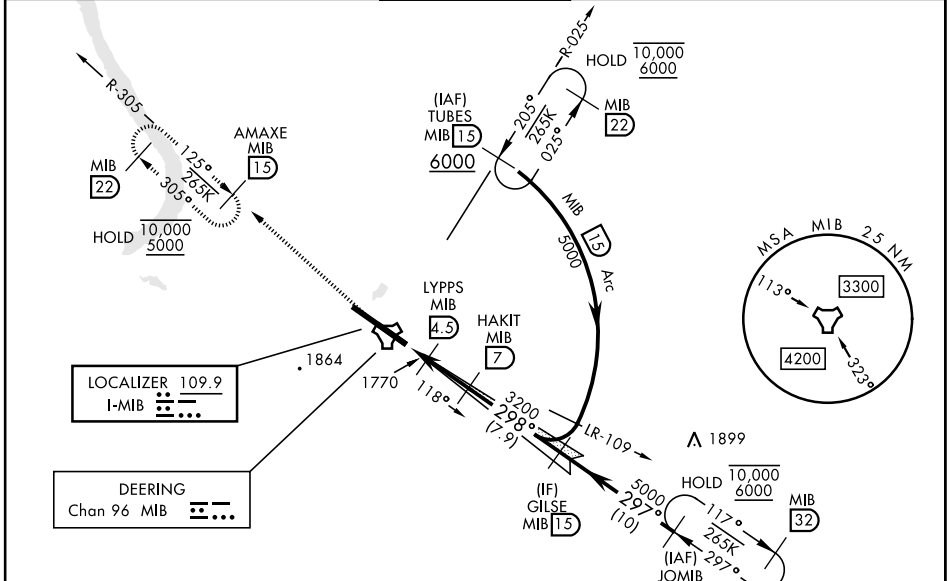 R-305
AMAXE
MIB
15
MIB
22
125°
265K
305°
HOLD 10,000
5000
R-025
HOLD 10,000
6000
(IAF)
TUBES
MIB 15
6000
205°
265K
025°
MIB
22
MIB 15 Arc
5000
MSA MIB 25 NM
113°
3300
4200
323°
LYPPS
MIB
4.5
HAKIT
MIB
7
1864
1770
118°
3200
298°
(7.9)
LR-109
1899
LOCALIZER 109.9
I-MIB
DEERING
Chan 96 MIB
(IF)
GILSE
MIB 15
5000
297°
(10)
HOLD 10,000
6000
117°
265K
297°
MIB
32
(IAF)
JOMIB